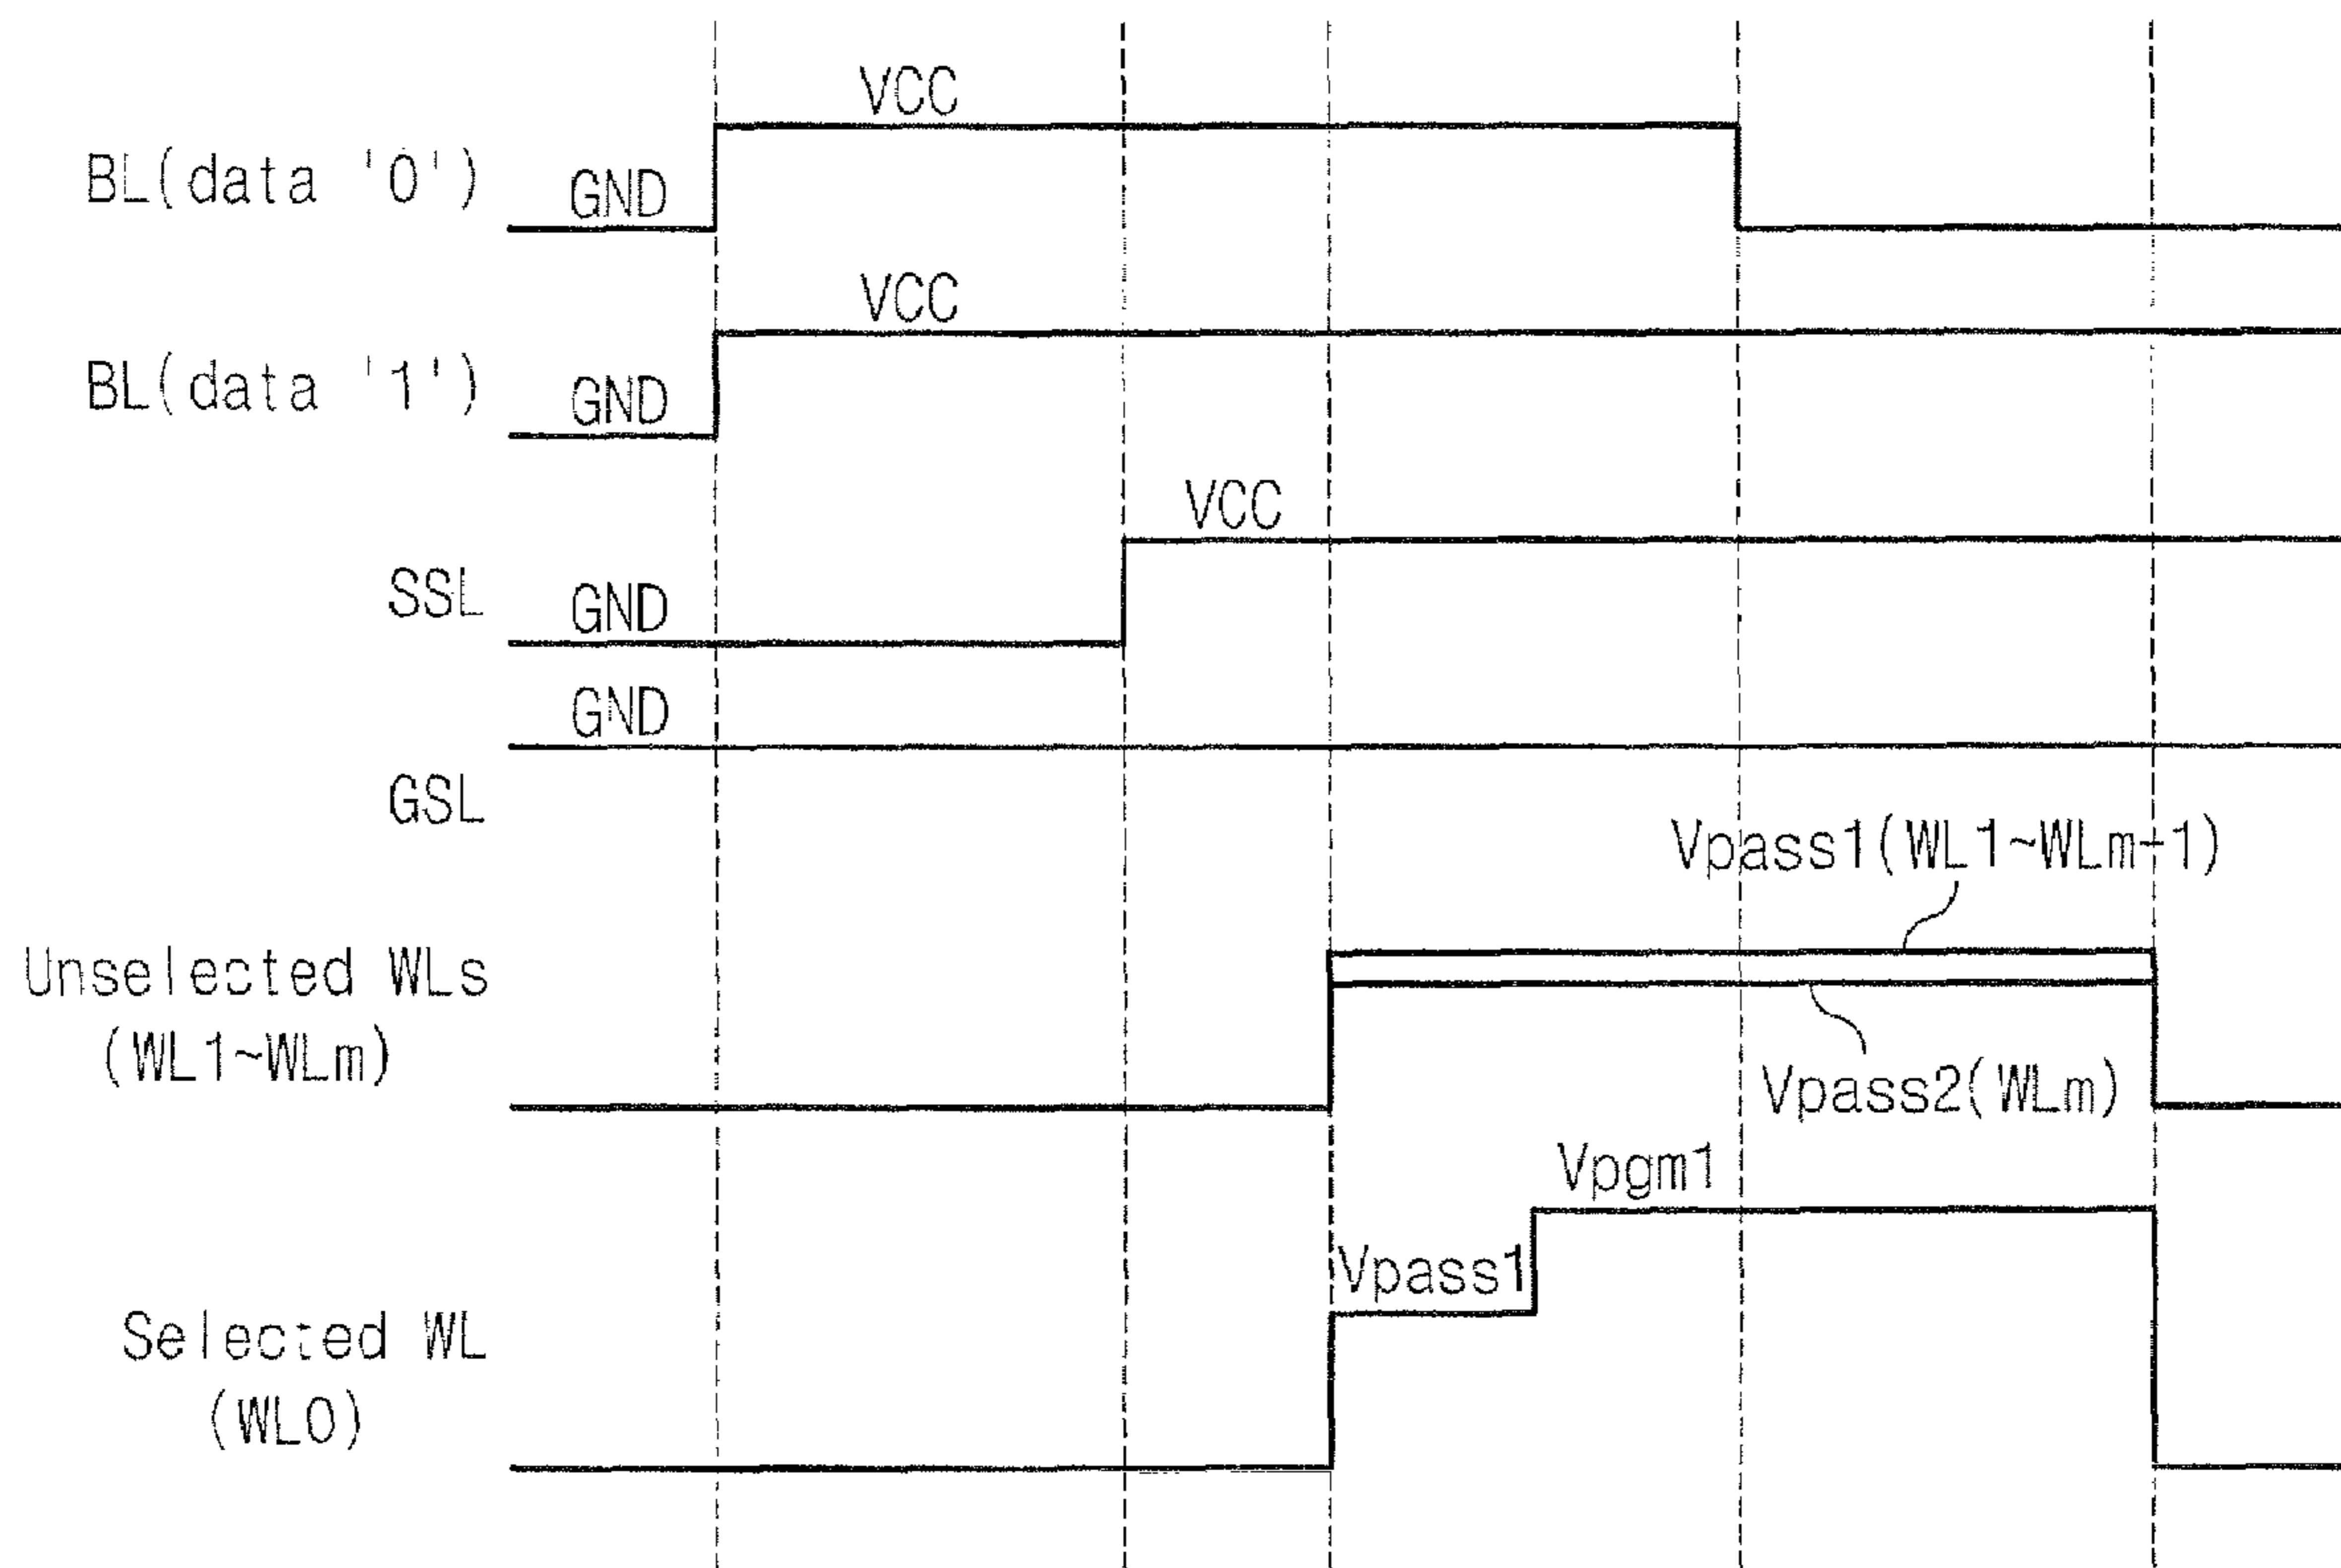 VCC
BL(data '0') GND
VCC
BL(data '1') GND
VCC
SSL GND
GND
GSL
Vpass1(WL1~WLm-1)
Unselected WLs
(WL1~WLm)
Vpass2(WLm)
Vpgm1
Vpass1
Selected WL
(WL0)